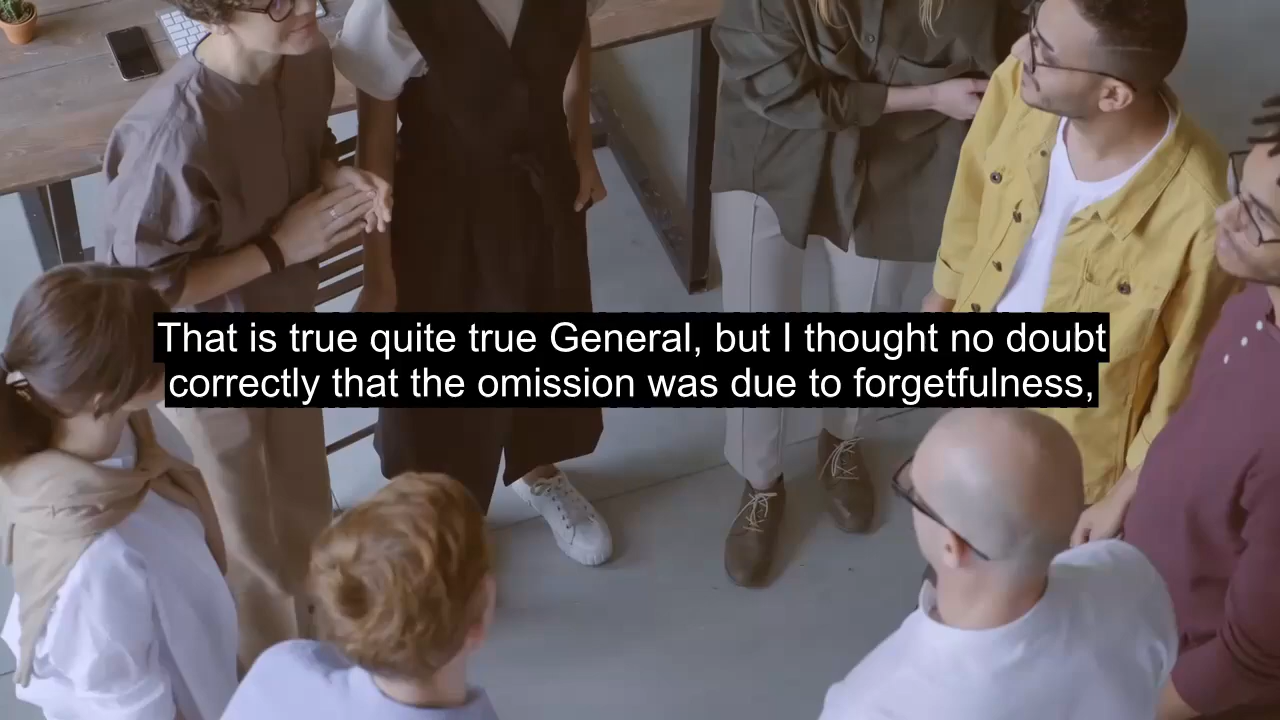 That is true quite true General, but I thought no doubt
correctly that the omission was due to forgetfulness,